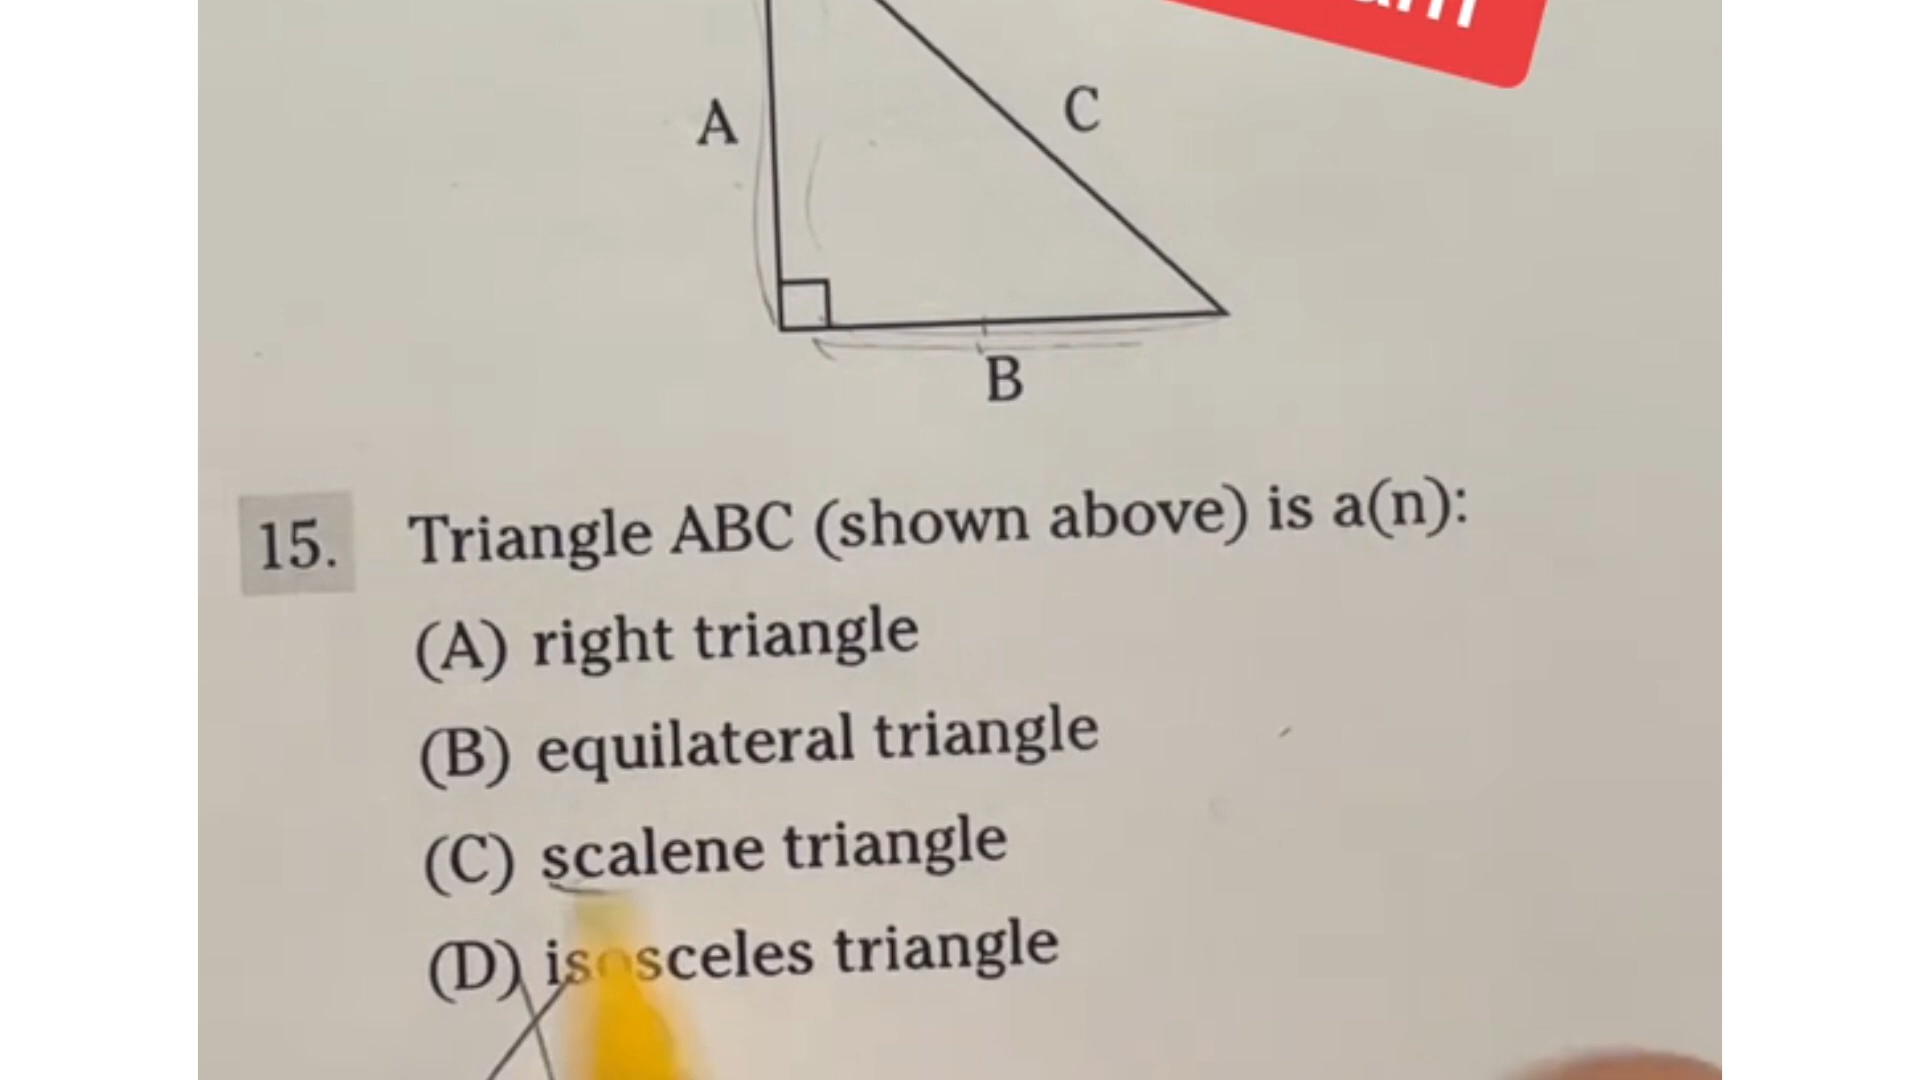 A
C
B
15. Triangle ABC (shown above) is a(n):
(A) right triangle
(B) equilateral triangle
(C) scalene triangle
(D) isosceles triangle